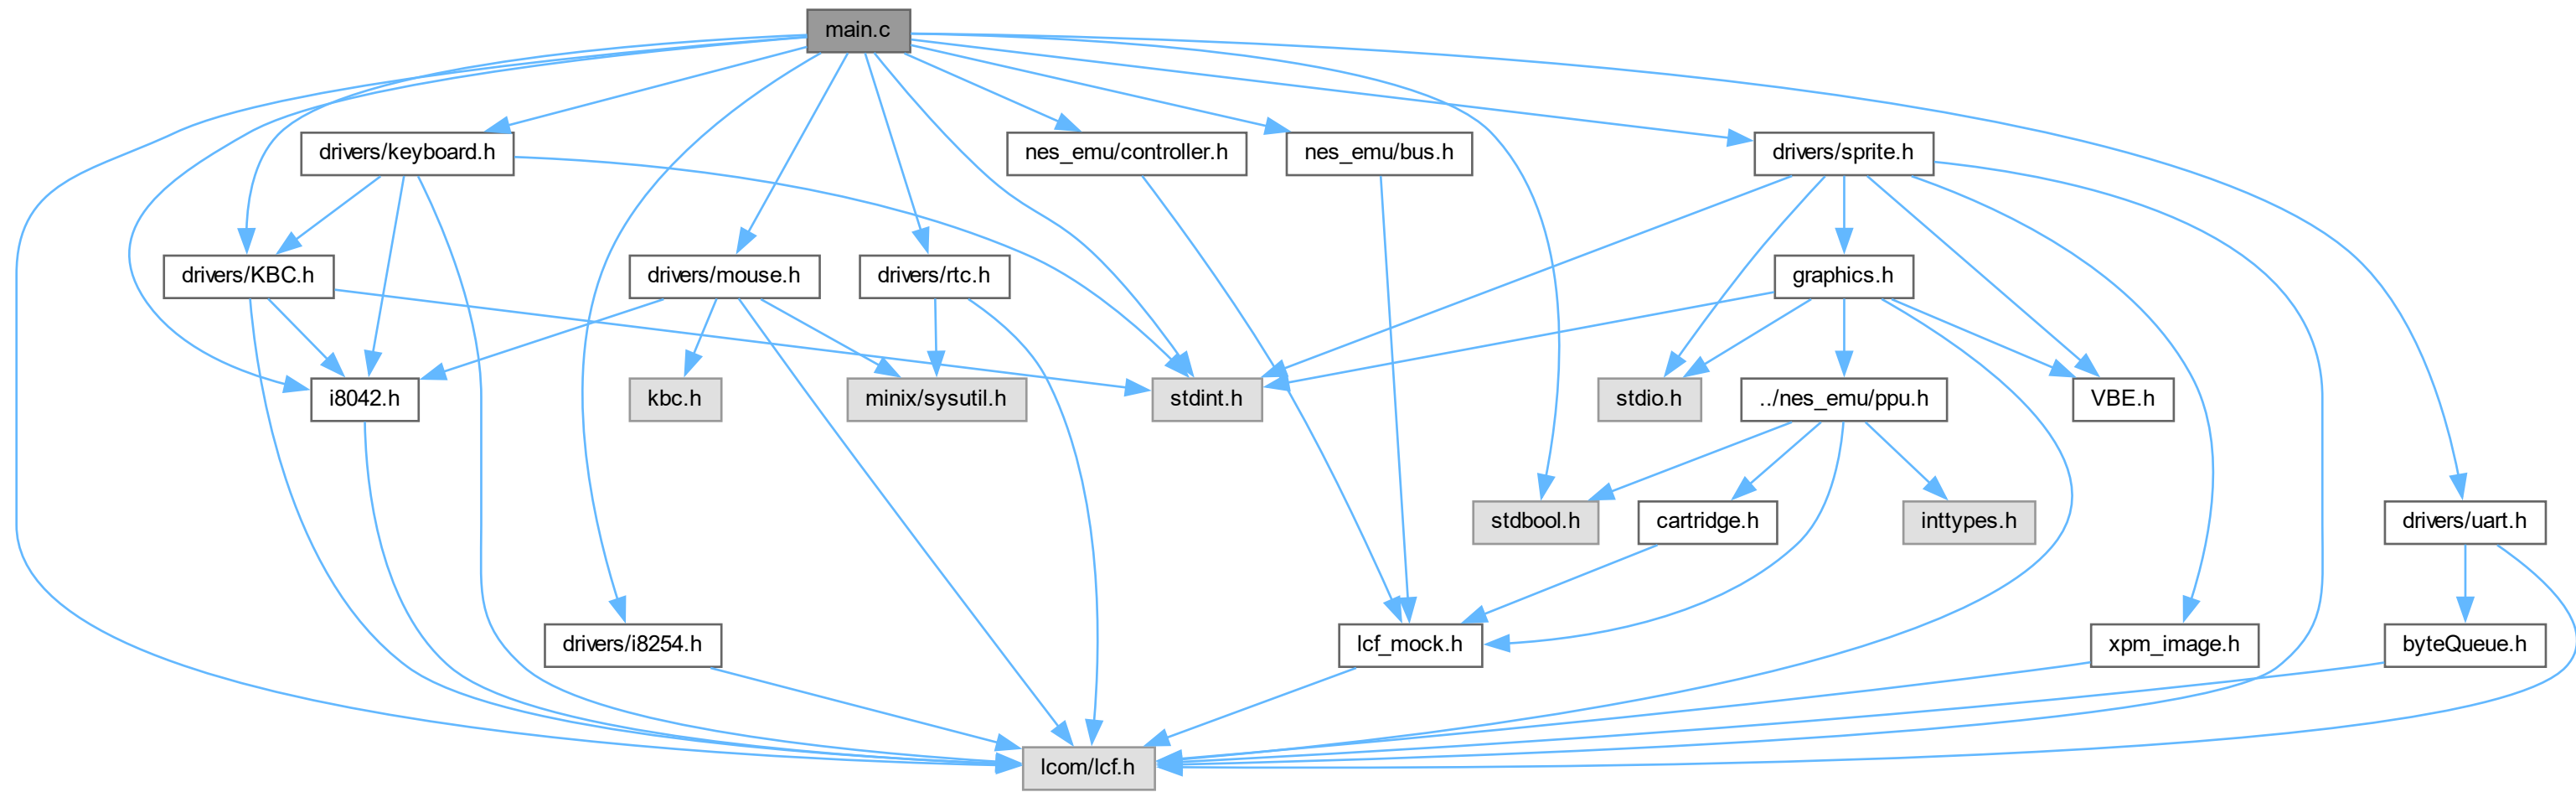 main.c
drivers/keyboard.h
nes_emu/controller.h
nes_emu/bus.h
drivers/sprite.h
drivers/KBC.h
drivers/mouse.h
drivers/rtc.h
graphics.h
i8042.h
kbc.h
minix/sysutil.h
stdint.h
stdio.h
../nes_emu/ppu.h
VBE.h
stdbool.h
cartridge.h
inttypes.h
drivers/uart.h
drivers/i8254.h
lcf_mock.h
xpm_image.h
byteQueue.h
lcom/lcf.h